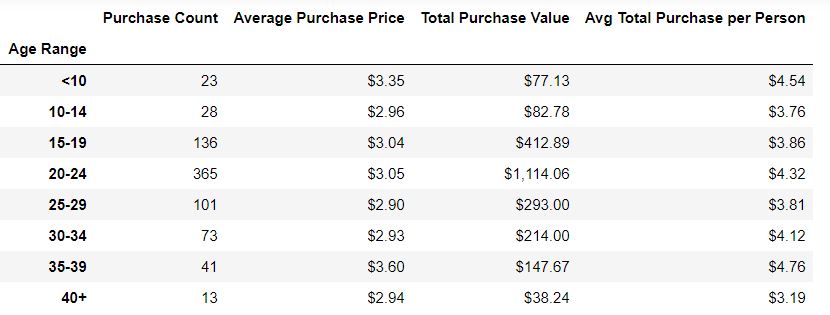 Purchase Count Average Purchase Price Total Purchase Value Avg Total Purchase per Person
Age Range
<10 23 $3.35 $77.13 $4.54
10-14 28 $2.96 $82.78 $3.76
15-19 136 $3.04 $412.89 $3.86
20-24 365 $3.05 $1,114.06 $4.32
25-29 101 $2.90 $293.00 $3.81
30-34 73 $2.93 $214.00 $4.12
35-39 41 $3.60 $147.67 $4.76
40+ 13 $2.94 $38.24 $3.19